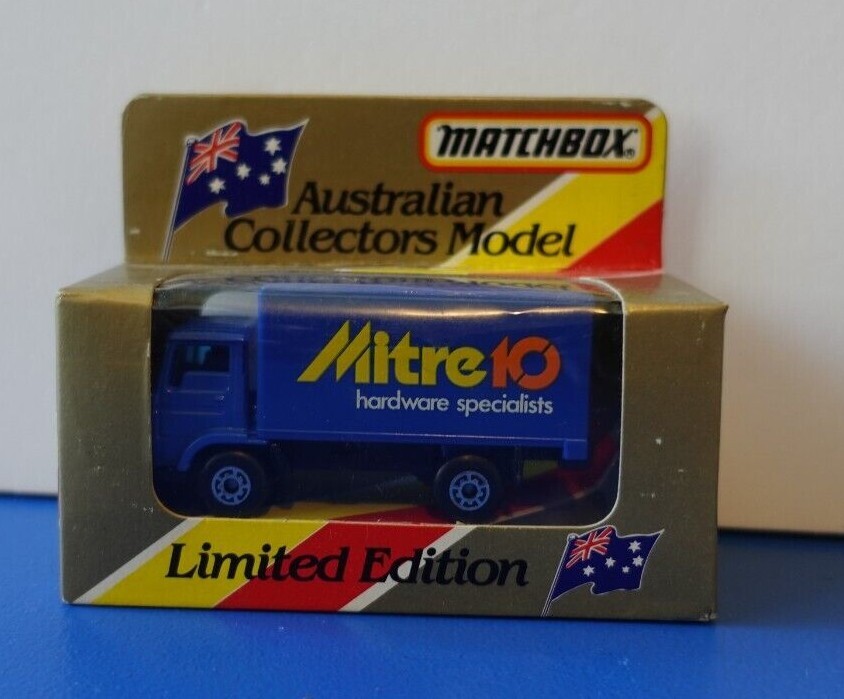 MATCHBOX®
Australian
Collectors Model
Mitre10
hardware specialists
Limited Edition